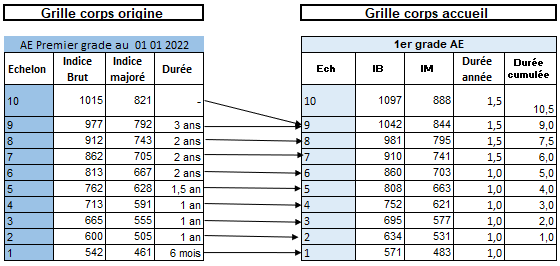 Grille corps origine Grille corps accueil
AE Premier grade au 01 01 2022 1er grade AE
Echelon Indice Brut Indice majoré Durée Ech IB IM Durée année Durée cumulée
10 1015 821 - 10 1097 888 1,5 10,5
9 977 792 3 ans 9 1042 844 1,5 9,0
8 912 743 2 ans 8 981 795 1,5 7,5
7 862 705 2 ans 7 910 741 1,5 6,0
6 813 667 2 ans 6 860 703 1,0 5,0
5 762 628 1,5 an 5 808 663 1,0 4,0
4 713 591 1 an 4 752 621 1,0 3,0
3 665 555 1 an 3 695 577 1,0 2,0
2 600 505 1 an 2 634 531 1,0 1,0
1 542 461 6 mois 1 571 483 1,0